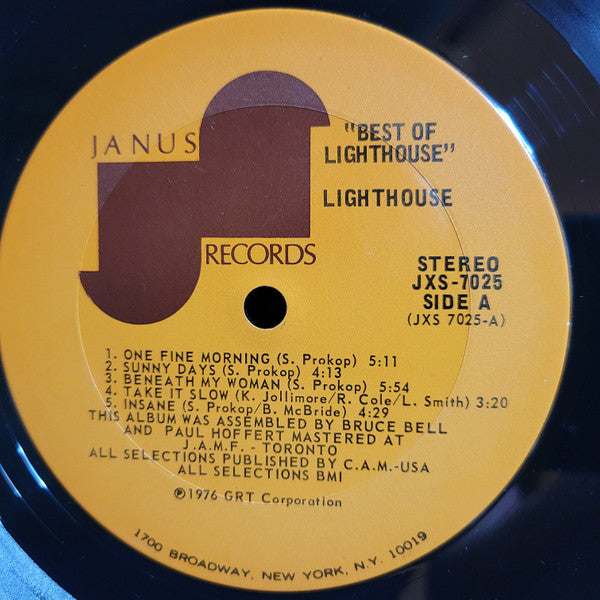 JANUS
RECORDS
"BEST OF
LIGHTHOUSE"
LIGHTHOUSE
STEREO
JXS-7025
SIDE A
(JXS 7025-A)
1. ONE FINE MORNING (S. Prokop) 5:11
2. SUNNY DAYS (S. Prokop) 4:13
3. BENEATH MY WOMAN (S. Prokop) 5:54
4. TAKE IT SLOW (K. Jollimore/R. Cole/L. Smith) 3:20
5. INSANE (S. Prokop/B. McBride) 4:29
THIS ALBUM WAS ASSEMBLED BY BRUCE BELL
AND PAUL HOFFERT MASTERED AT
J.A.M.F. - TORONTO
ALL SELECTIONS PUBLISHED BY C.A.M.-USA
ALL SELECTIONS BMI
℗1976 GRT Corporation
1700 BROADWAY, NEW YORK, N.Y. 10019